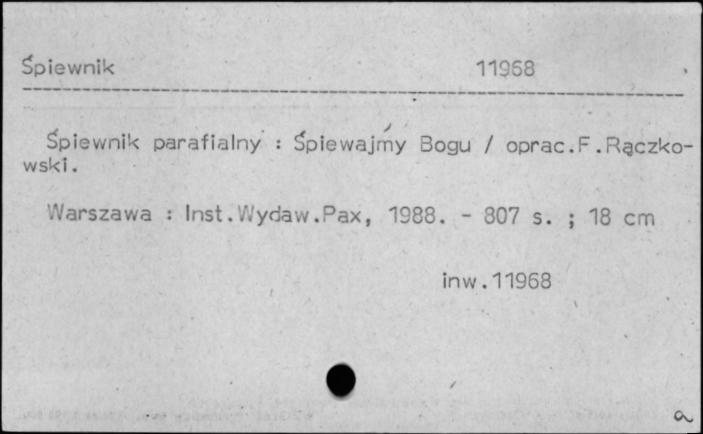 Śpiewnik 11968
Śpiewnik parafialny : Śpiewajmy Bogu / oprac.F.Rączko-
wski.
Warszawa : Inst.Wydaw.Pax, 1988. - 807 s. ; 18 cm
inw.11968
a